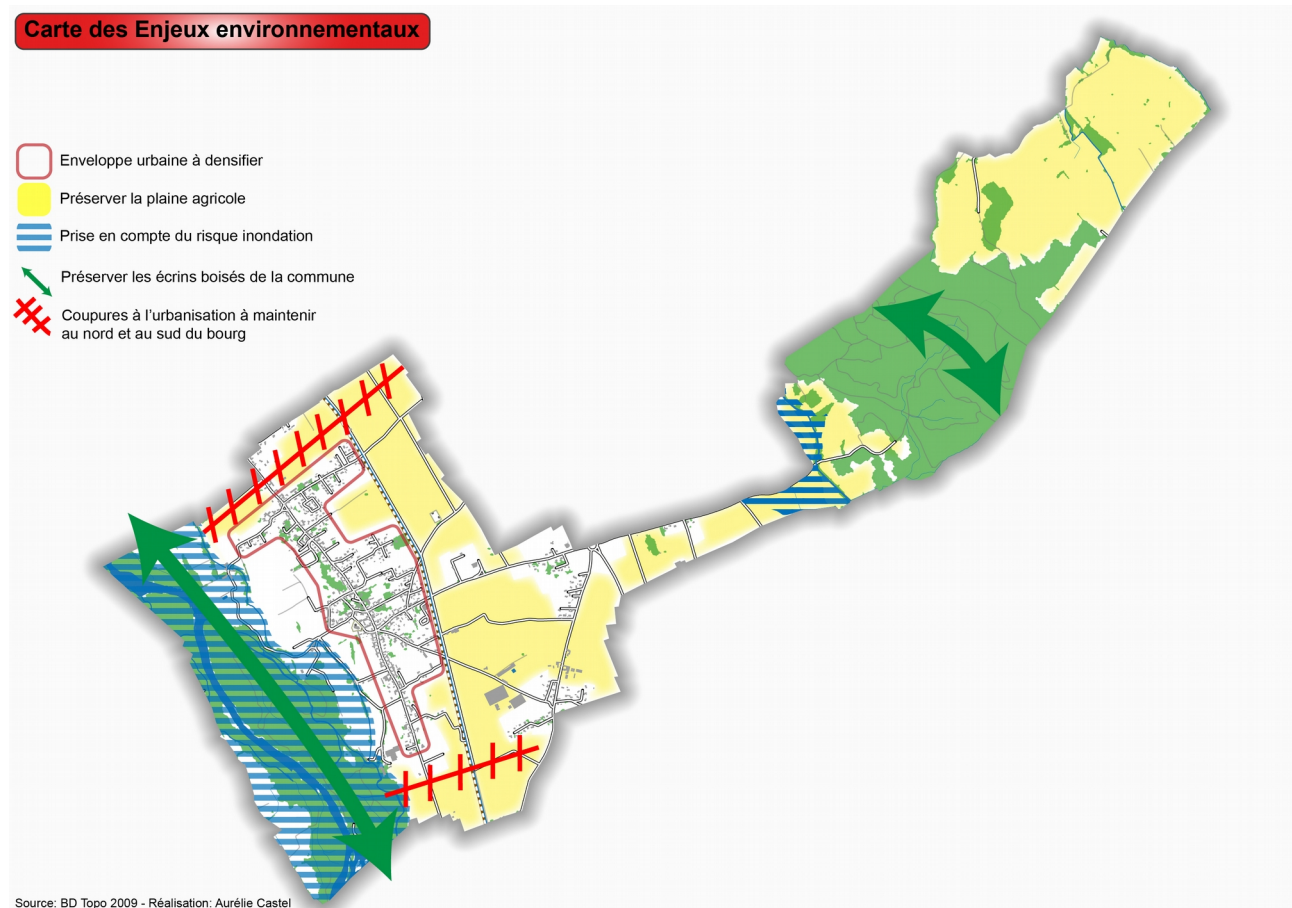 Carte des Enjeux environnementaux
Enveloppe urbaine à densifier
Préserver la plaine agricole
Prise en compte du risque inondation
Préserver les écrins boisés de la commune
Coupures à l'urbanisation à maintenir
au nord et au sud du bourg
Source: BD Topo 2009 - Réalisation: Aurélie Castel